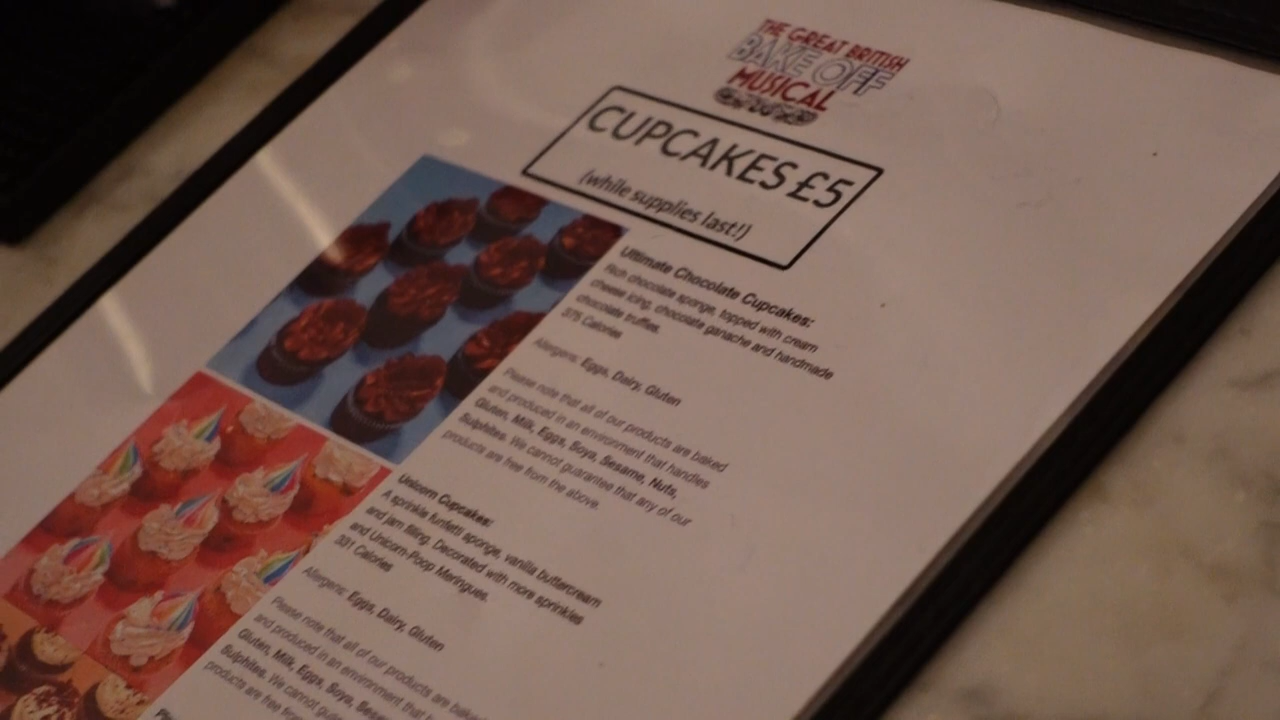 THE GREAT BRITISH
BAKE OFF
MUSICAL
CUPCAKES £5
(while supplies last!)
Ultimate Chocolate Cupcakes:
Rich chocolate sponge, topped with cream
cheese icing, chocolate ganache and handmade
chocolate truffles.
375 Calories
Allergens: Eggs, Dairy, Gluten
Please note that all of our products are baked
and produced in an environment that handles
Gluten, Milk, Eggs, Soya, Sesame, Nuts,
Sulphites. We cannot guarantee that any of our
products are free from the above.
Unicorn Cupcakes:
A sprinkle funfetti sponge, vanilla buttercream
and jam filling. Decorated with more sprinkles
and Unicorn-Poop Meringues.
331 Calories
Allergens: Eggs, Dairy, Gluten
Please note that all of our products are baked
and produced in an environment that
Gluten, Milk, Eggs, Soya,
Sulphites. We cannot
products are free